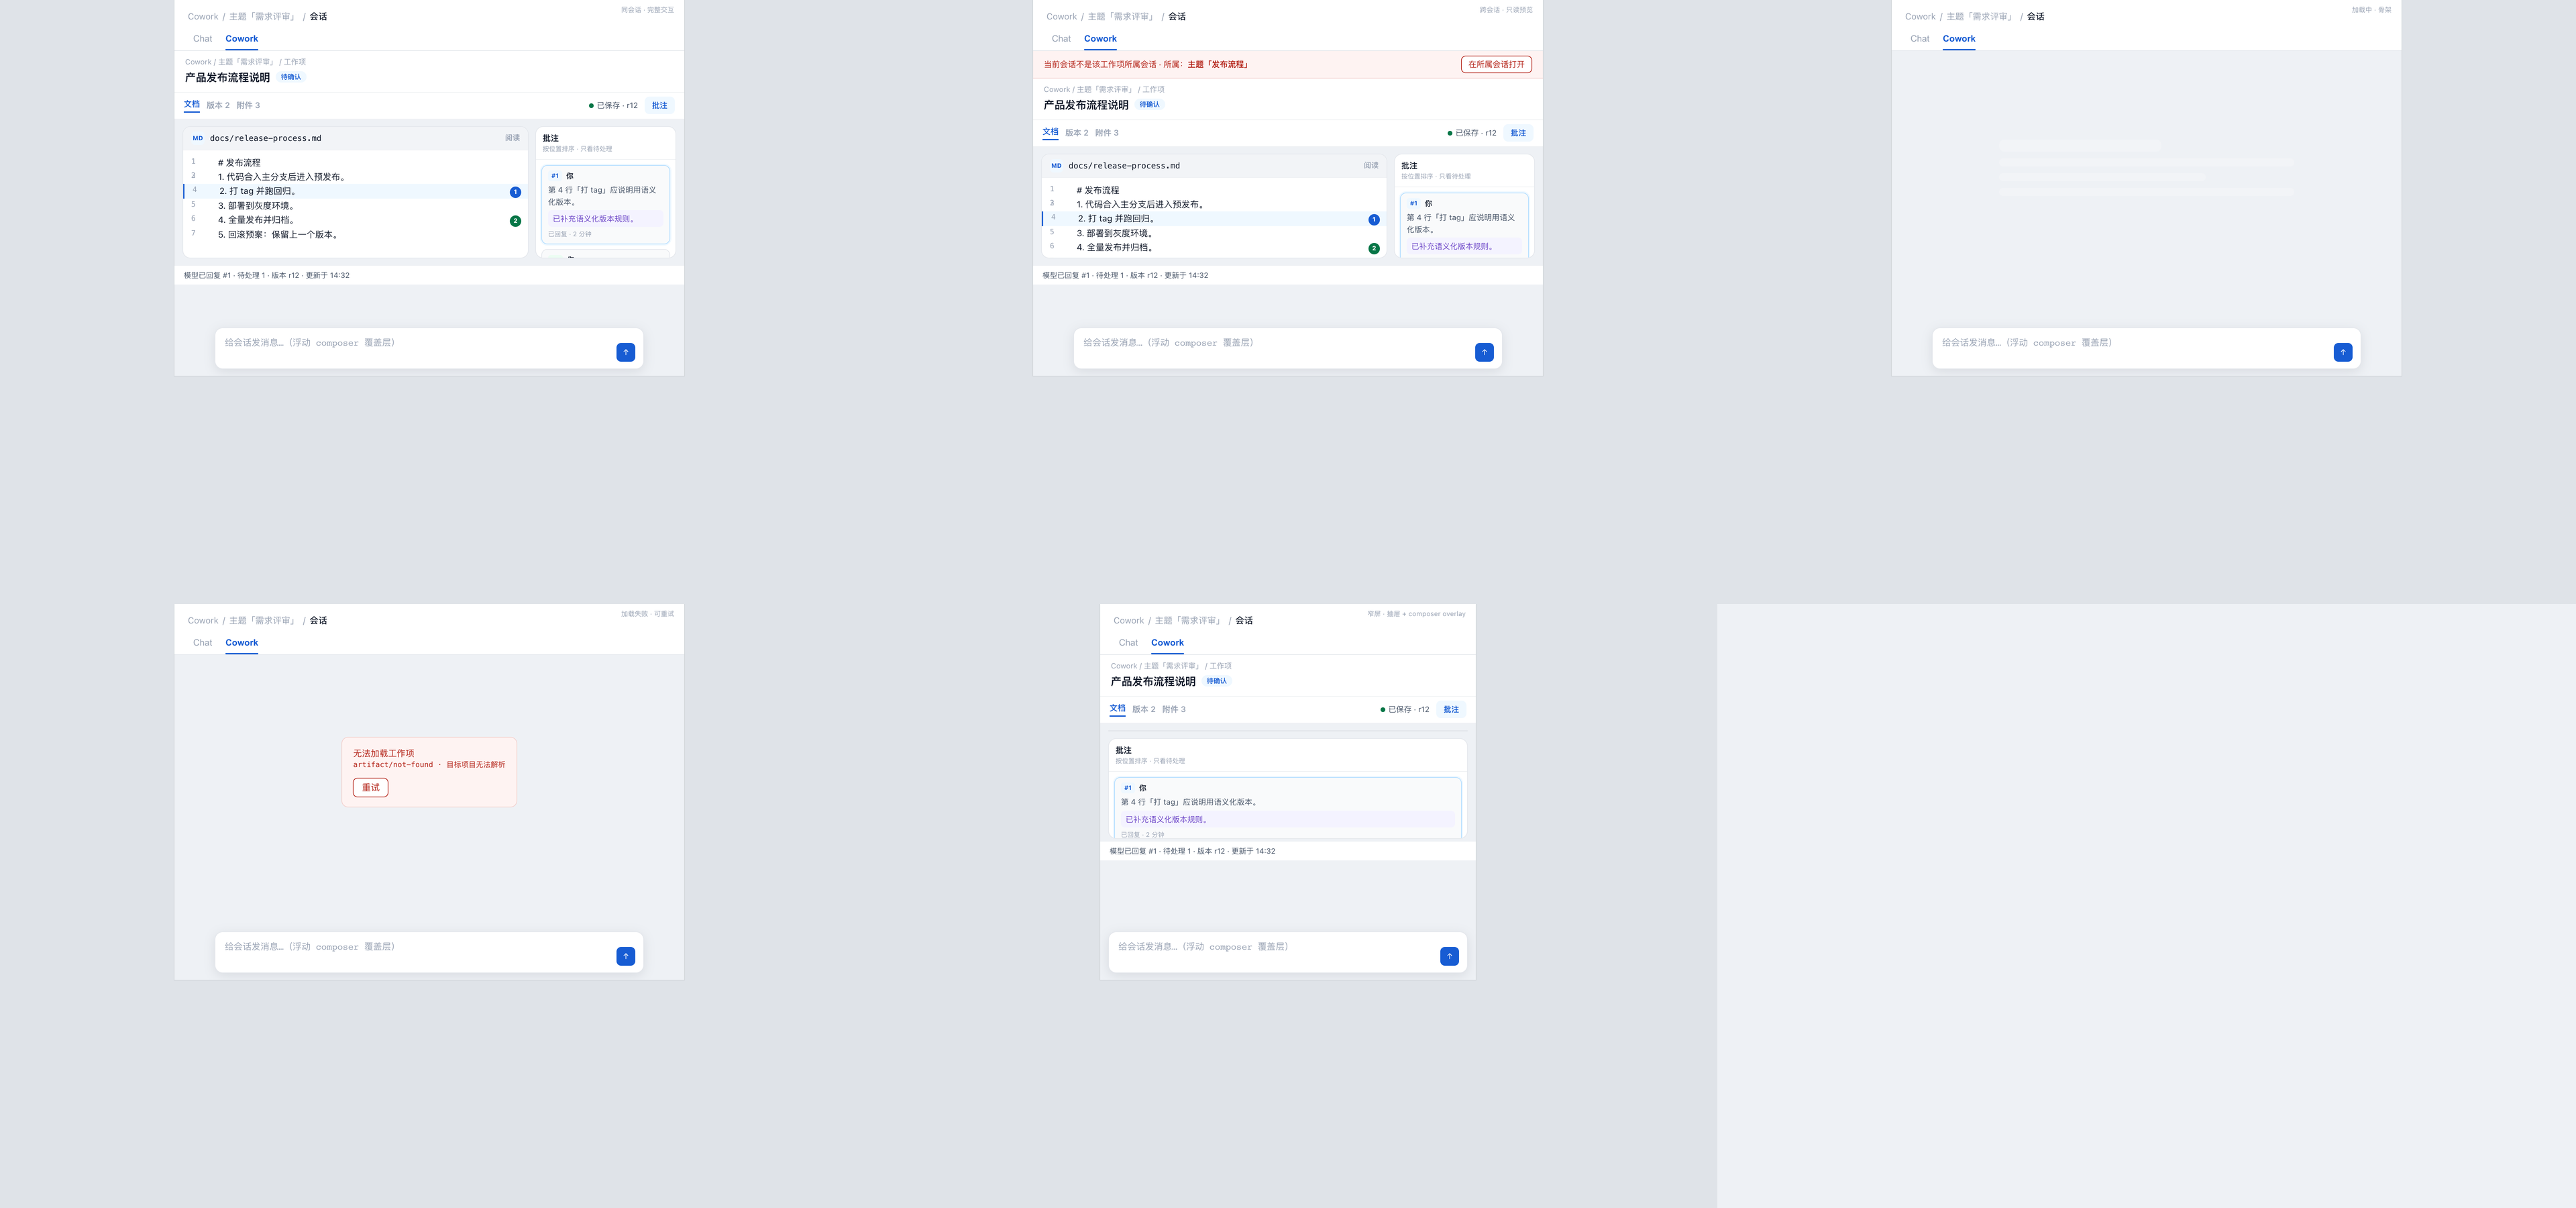 同会话 · 完整交互
Cowork / 主题「需求评审」 / 会话
Chat Cowork
Cowork / 主题「需求评审」 / 工作项
产品发布流程说明 待确认
文档 版本 2 附件 3 已保存 · r12 批注
MD docs/release-process.md 阅读
1 # 发布流程
1. 代码合入主分支后进入预发布。
4 2. 打 tag 并跑回归。 1
5 3. 部署到灰度环境。
6 4. 全量发布并归档。 2
7 5. 回滚预案：保留上一个版本。
批注
按位置排序 · 只看待处理
#1 你
第 4 行「打 tag」应说明用语义
化版本。
已补充语义化版本规则。
已回复 · 2 分钟
模型已回复 #1 · 待处理 1 · 版本 r12 · 更新于 14:32
给会话发消息…（浮动 composer 覆盖层）
↑
跨会话 · 只读预览
Cowork / 主题「需求评审」 / 会话
Chat Cowork
当前会话不是该工作项所属会话 · 所属：主题「发布流程」 在所属会话打开
Cowork / 主题「需求评审」 / 工作项
产品发布流程说明 待确认
文档 版本 2 附件 3 已保存 · r12 批注
MD docs/release-process.md 阅读
1 # 发布流程
1. 代码合入主分支后进入预发布。
4 2. 打 tag 并跑回归。 1
5 3. 部署到灰度环境。
6 4. 全量发布并归档。 2
批注
按位置排序 · 只看待处理
#1 你
第 4 行「打 tag」应说明用语义
化版本。
已补充语义化版本规则。
模型已回复 #1 · 待处理 1 · 版本 r12 · 更新于 14:32
给会话发消息…（浮动 composer 覆盖层）
↑
加载中 · 骨架
Cowork / 主题「需求评审」 / 会话
Chat Cowork
给会话发消息…（浮动 composer 覆盖层）
↑
加载失败 · 可重试
Cowork / 主题「需求评审」 / 会话
Chat Cowork
无法加载工作项
artifact/not-found · 目标项目无法解析
重试
给会话发消息…（浮动 composer 覆盖层）
↑
窄屏 · 抽屉 + composer overlay
Cowork / 主题「需求评审」 / 会话
Chat Cowork
Cowork / 主题「需求评审」 / 工作项
产品发布流程说明 待确认
文档 版本 2 附件 3 已保存 · r12 批注
批注
按位置排序 · 只看待处理
#1 你
第 4 行「打 tag」应说明用语义化版本。
已补充语义化版本规则。
已回复 · 2 分钟
模型已回复 #1 · 待处理 1 · 版本 r12 · 更新于 14:32
给会话发消息…（浮动 composer 覆盖层）
↑